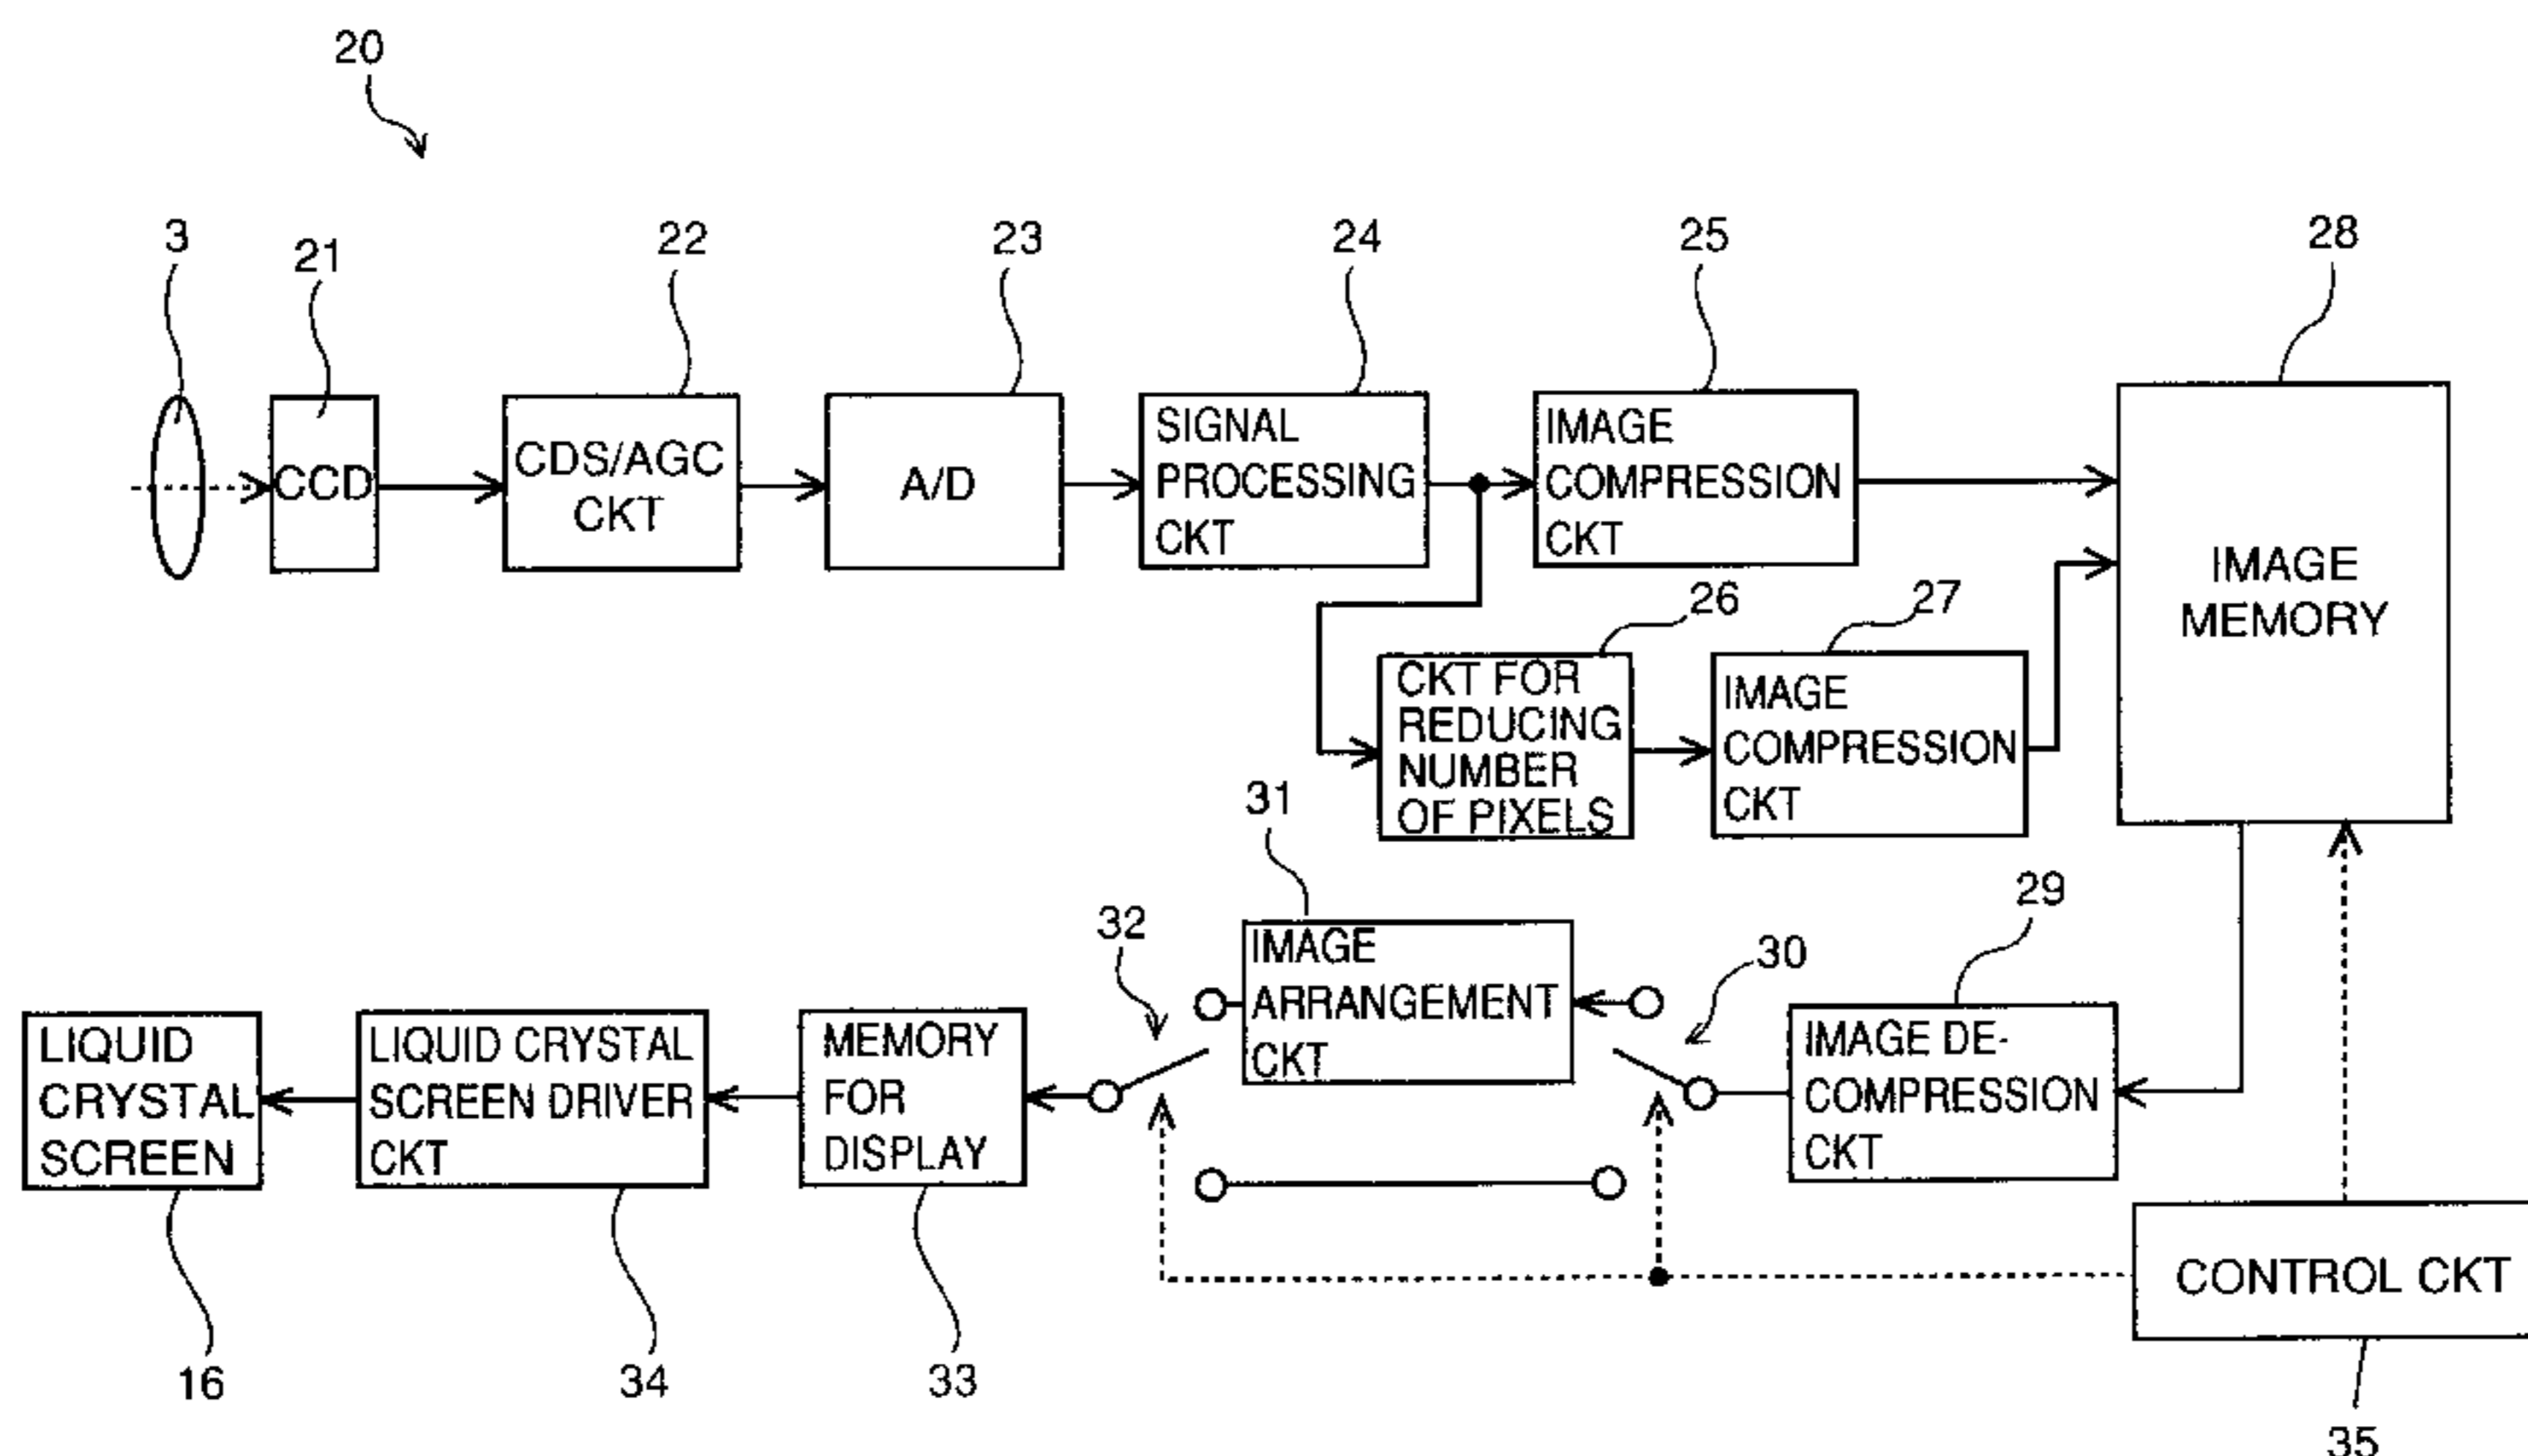 20
3
21
22
23
24
25
28
CCD
CDS/AGC
CKT
A/D
SIGNAL
PROCESSING
CKT
IMAGE
COMPRESSION
CKT
IMAGE
MEMORY
26
27
CKT FOR
REDUCING
NUMBER
OF PIXELS
IMAGE
COMPRESSION
CKT
31
32
30
29
LIQUID
CRYSTAL
SCREEN
LIQUID CRYSTAL
SCREEN DRIVER
CKT
MEMORY
FOR
DISPLAY
IMAGE
ARRANGEMENT
CKT
IMAGE DE-
COMPRESSION
CKT
CONTROL CKT
16
34
33
35